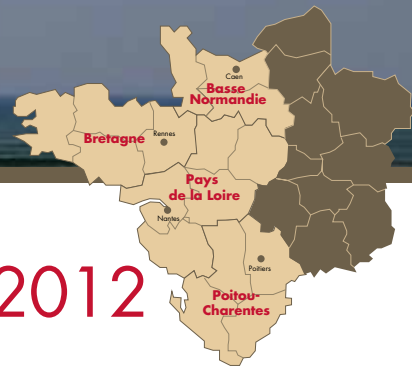 Caen
Basse
Normandie
Bretagne
Rennes
Pays
de la Loire
Nantes
Poitiers
2012
Poitou-
Charentes